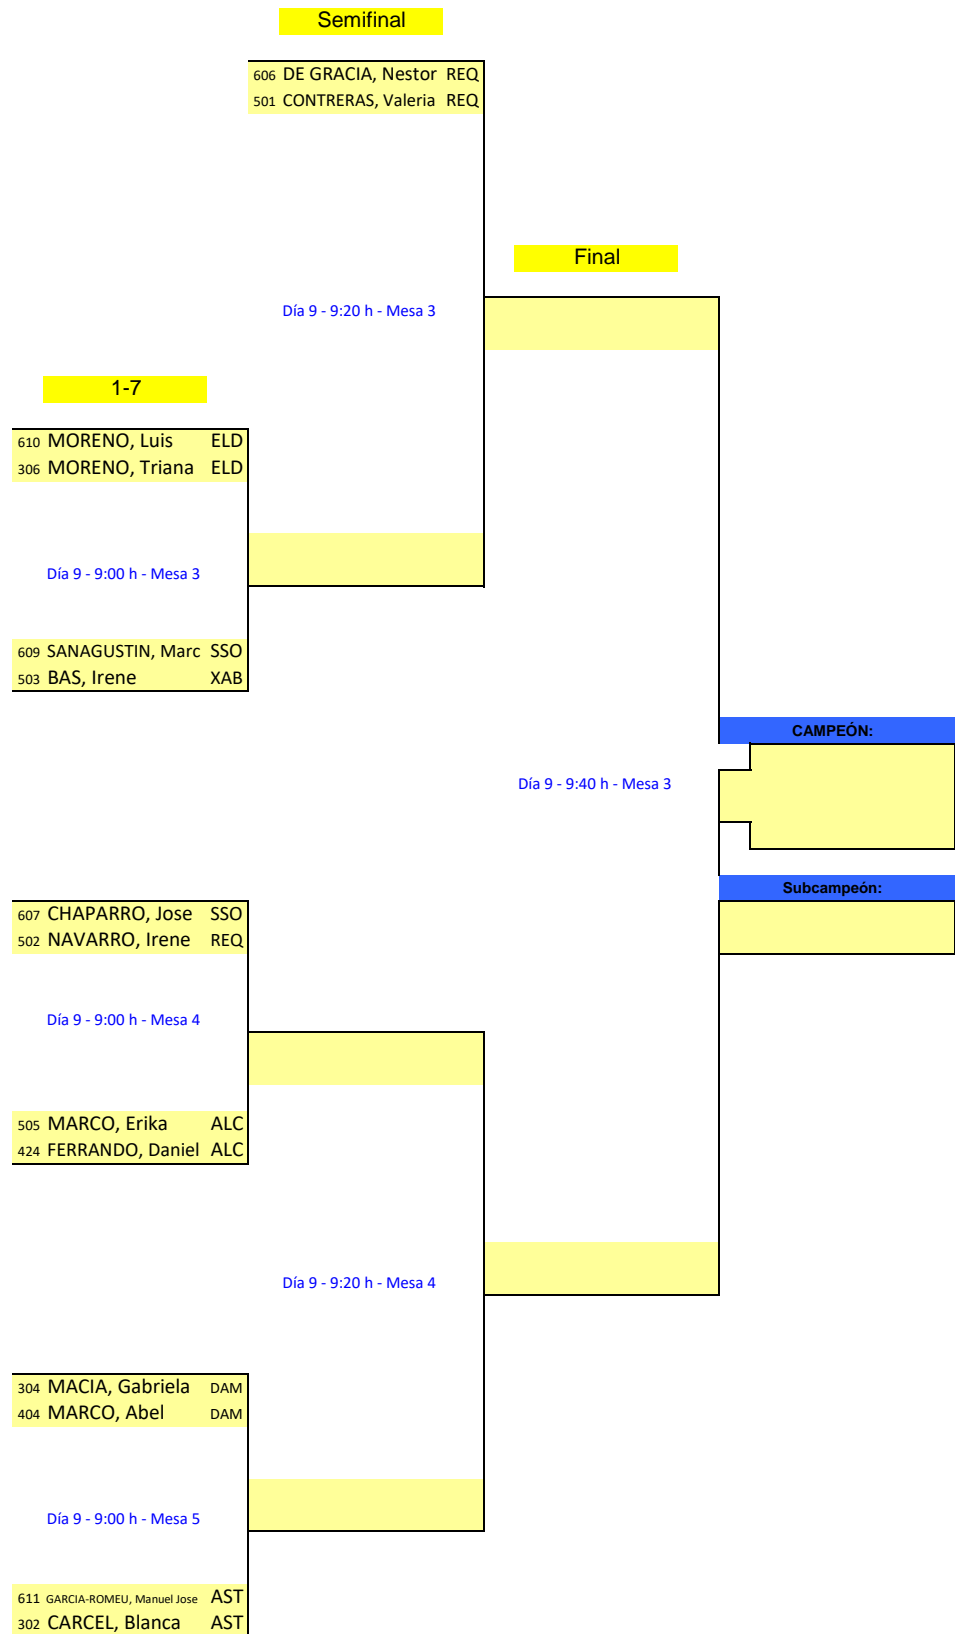 Semifinal
606 DE GRACIA, Nestor REQ
501 CONTRERAS, Valeria REQ
Final
Día 9 - 9:20 h - Mesa 3
1-7
610 MORENO, Luis ELD
306 MORENO, Triana ELD
Día 9 - 9:00 h - Mesa 3
609 SANAGUSTIN, Marc SSO
503 BAS, Irene XAB
CAMPEÓN:
Día 9 - 9:40 h - Mesa 3
Subcampeón:
607 CHAPARRO, Jose SSO
502 NAVARRO, Irene REQ
Día 9 - 9:00 h - Mesa 4
505 MARCO, Erika ALC
424 FERRANDO, Daniel ALC
Día 9 - 9:20 h - Mesa 4
304 MACIA, Gabriela DAM
404 MARCO, Abel DAM
Día 9 - 9:00 h - Mesa 5
611 GARCIA-ROMEU, Manuel Jose AST
302 CARCEL, Blanca AST